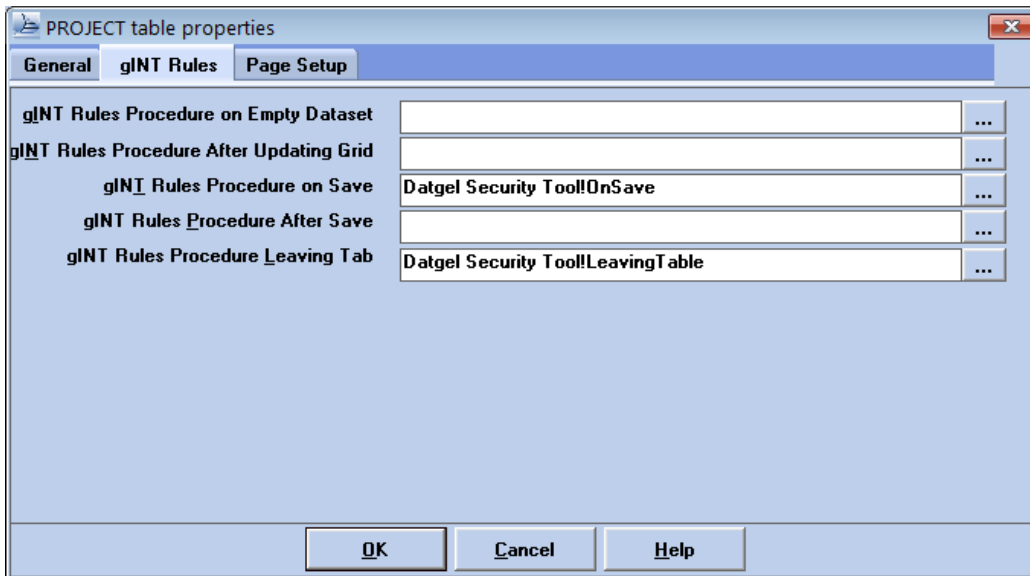 PROJECT table properties
General gINT Rules Page Setup
gINT Rules Procedure on Empty Dataset ...
gINT Rules Procedure After Updating Grid ...
gINT Rules Procedure on Save Datgel Security Tool!OnSave ...
gINT Rules Procedure After Save ...
gINT Rules Procedure Leaving Tab Datgel Security Tool!LeavingTable ...
OK Cancel Help